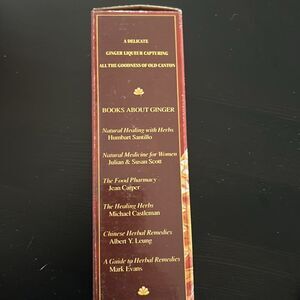 A DELICATE
GINGER LIQUEUR CAPTURING
ALL THE GOODNESS OF OLD CANTON
BOOKS ABOUT GINGER
Natural Healing with Herbs
Humbart Santillo
Natural Medicine for Women
Julian & Susan Scott
The Food Pharmacy
Jean Carper
The Healing Herbs
Michael Castleman
Chinese Herbal Remedies
Albert Y. Leung
A Guide to Herbal Remedies
Mark Evans